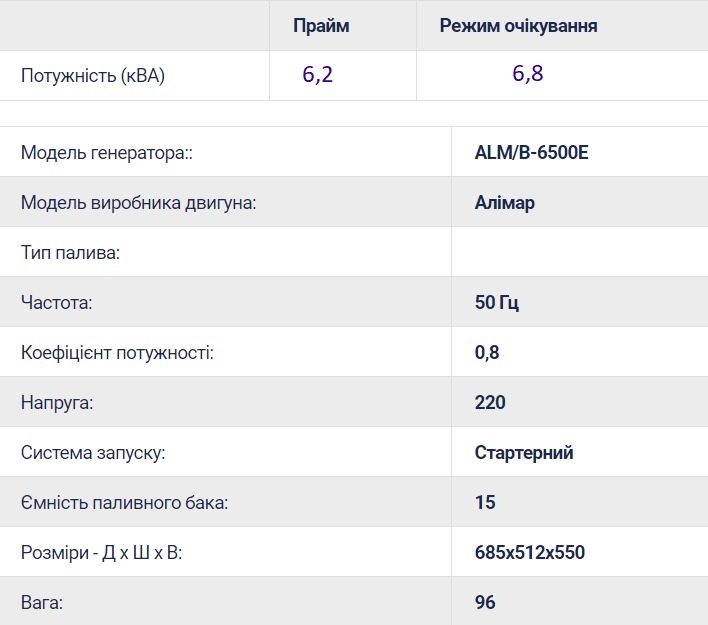 Прайм Режим очікування
Потужність (кВА) 6,2 6,8
Модель генератора:: ALM/B-6500E
Модель виробника двигуна: Алімар
Тип палива:
Частота: 50 Гц
Коефіцієнт потужності: 0,8
Напруга: 220
Система запуску: Стартерний
Ємність паливного бака: 15
Розміри - Д х Ш х В: 685x512x550
Вага: 96